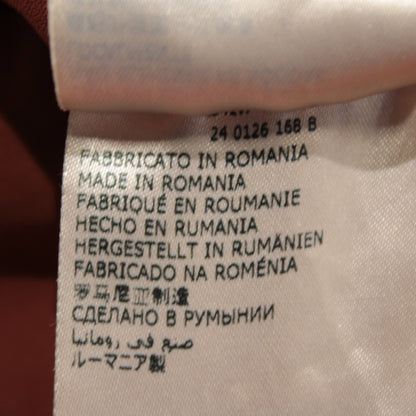 24 0126 168 B
FABBRICATO IN ROMANIA
MADE IN ROMANIA
FABRIQUÉ EN ROUMANIE
HECHO EN RUMANIA
HERGESTELLT IN RUMÄNIEN
FABRICADO NA ROMÉNIA
罗马尼亚制造
СДЕЛАНО В РУМЫНИИ
صنع في رومانيا
ルーマニア製